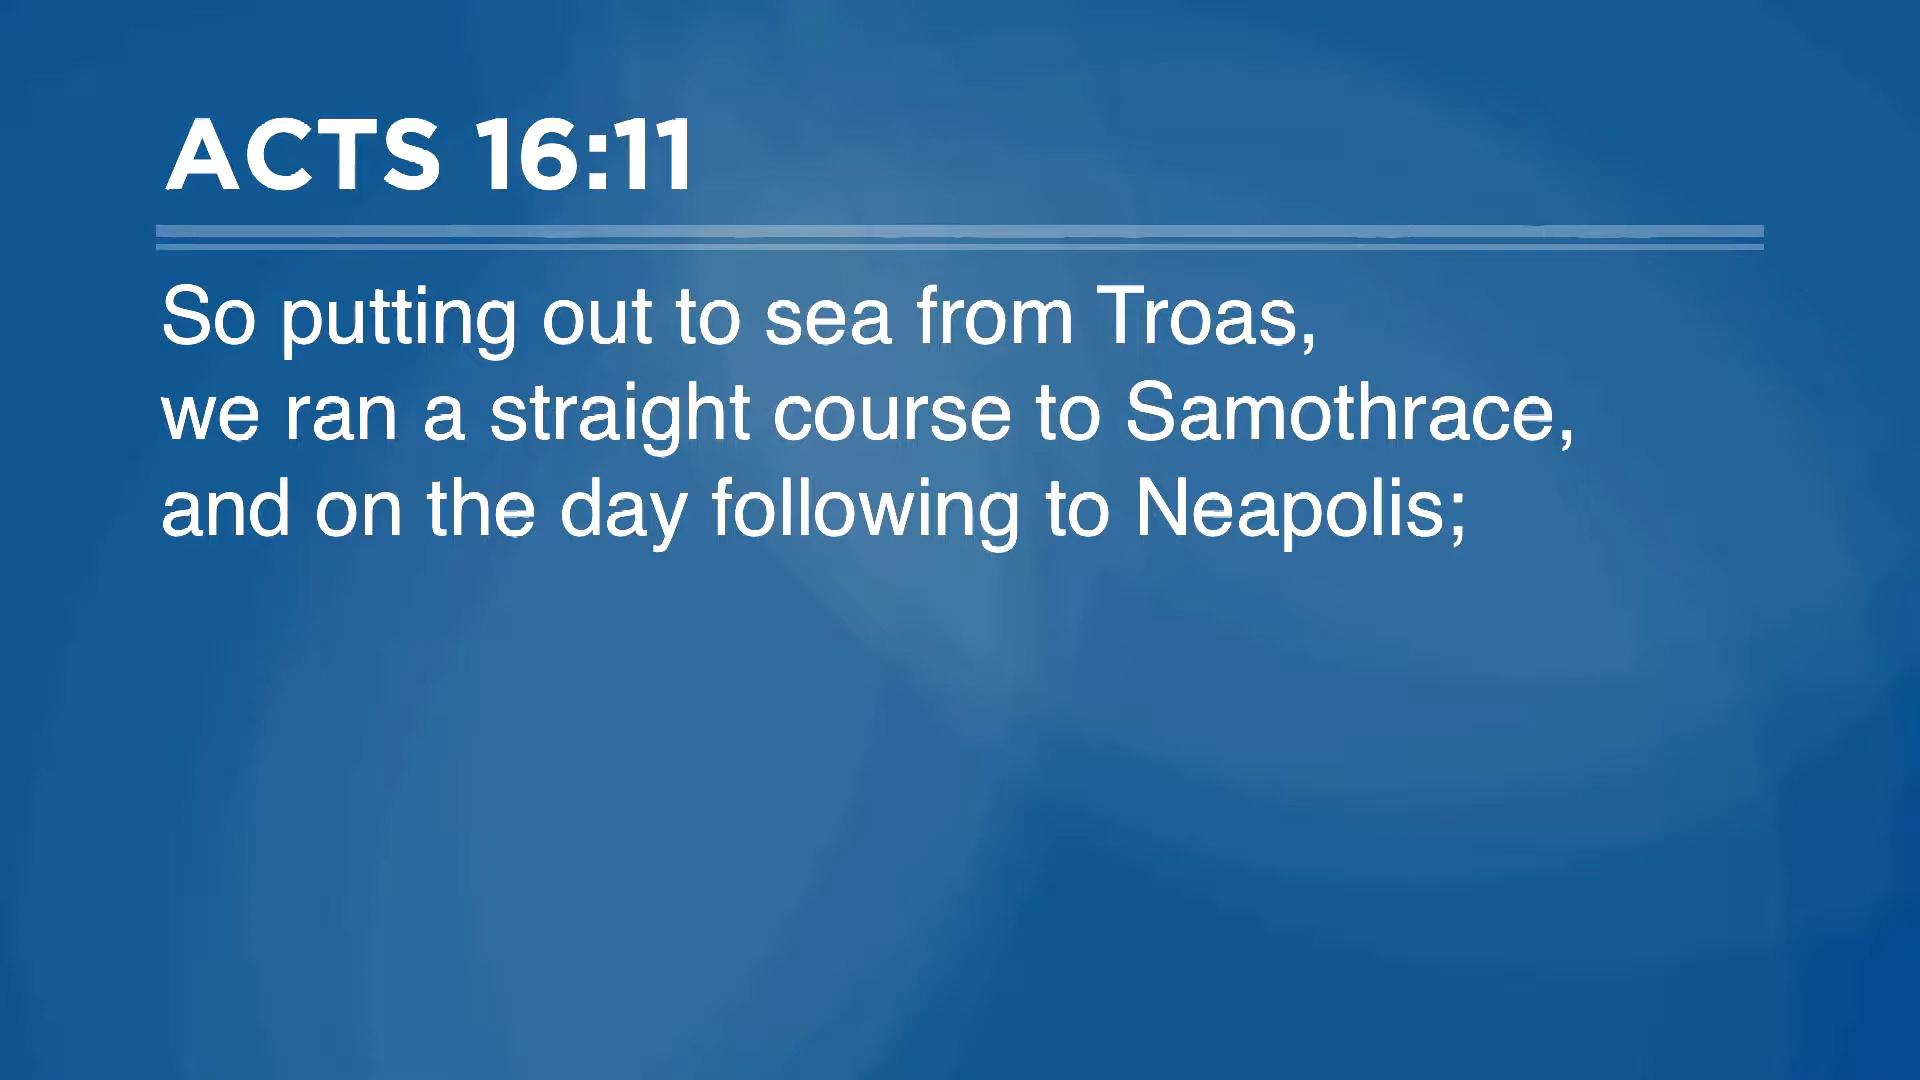 ACTS 16:11
So putting out to sea from Troas,
we ran a straight course to Samothrace,
and on the day following to Neapolis;